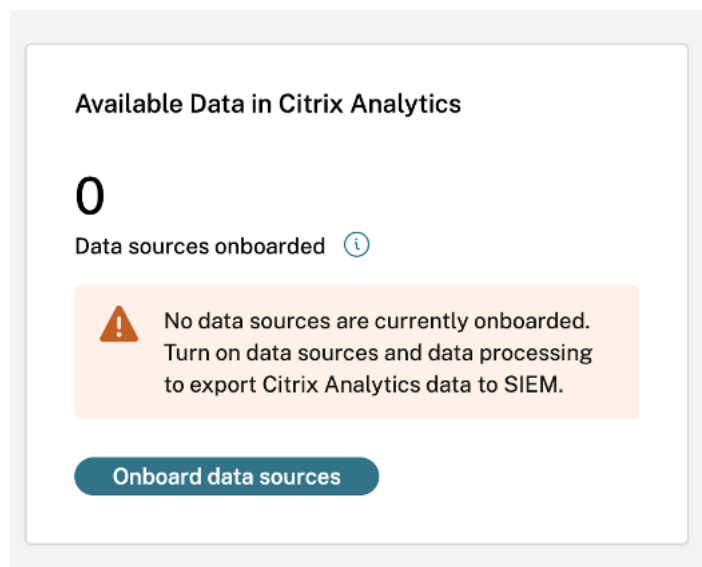 Available Data in Citrix Analytics
0
Data sources onboarded
No data sources are currently onboarded.
Turn on data sources and data processing
to export Citrix Analytics data to SIEM.
Onboard data sources